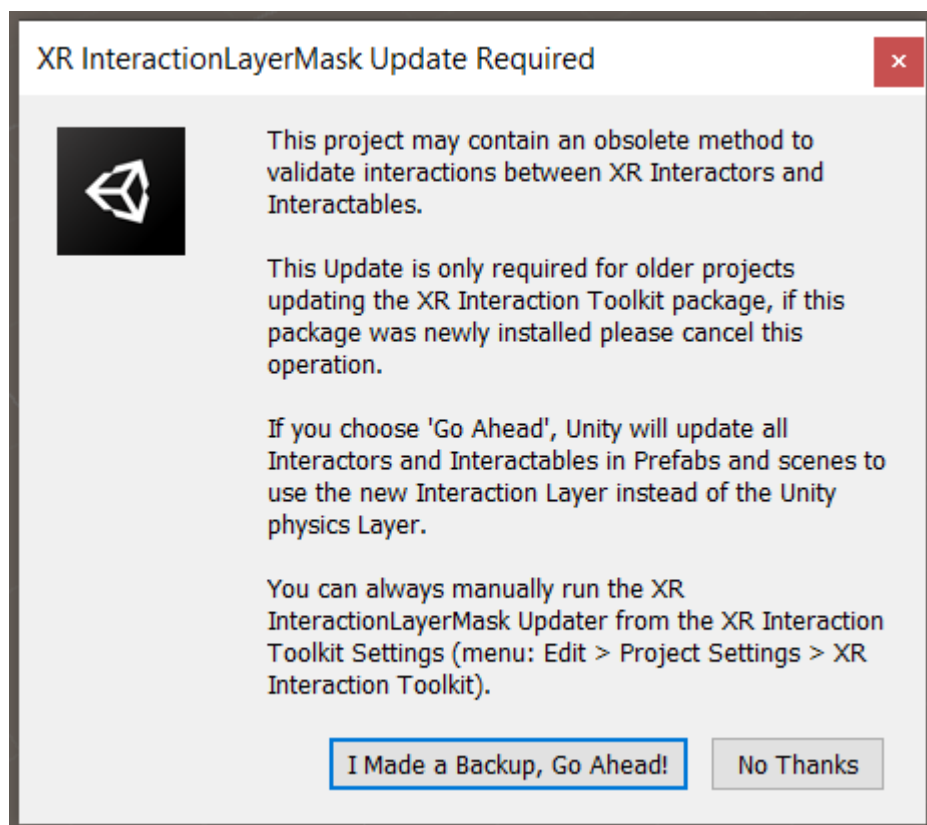 XR InteractionLayerMask Update Required
This project may contain an obsolete method to
validate interactions between XR Interactors and
Interactables.
This Update is only required for older projects
updating the XR Interaction Toolkit package, if this
package was newly installed please cancel this
operation.
If you choose 'Go Ahead', Unity will update all
Interactors and Interactables in Prefabs and scenes to
use the new Interaction Layer instead of the Unity
physics Layer.
You can always manually run the XR
InteractionLayerMask Updater from the XR Interaction
Toolkit Settings (menu: Edit > Project Settings > XR
Interaction Toolkit).
I Made a Backup, Go Ahead!
No Thanks